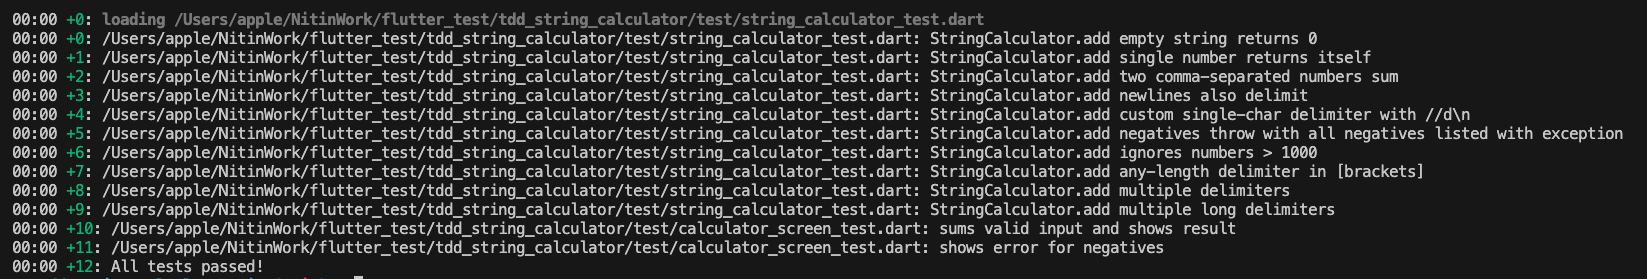 00:00 +0: loading /Users/apple/NitinWork/flutter_test/tdd_string_calculator/test/string_calculator_test.dart
00:00 +0: /Users/apple/NitinWork/flutter_test/tdd_string_calculator/test/string_calculator_test.dart: StringCalculator.add empty string returns 0
00:00 +1: /Users/apple/NitinWork/flutter_test/tdd_string_calculator/test/string_calculator_test.dart: StringCalculator.add single number returns itself
00:00 +2: /Users/apple/NitinWork/flutter_test/tdd_string_calculator/test/string_calculator_test.dart: StringCalculator.add two comma-separated numbers sum
00:00 +3: /Users/apple/NitinWork/flutter_test/tdd_string_calculator/test/string_calculator_test.dart: StringCalculator.add newlines also delimit
00:00 +4: /Users/apple/NitinWork/flutter_test/tdd_string_calculator/test/string_calculator_test.dart: StringCalculator.add custom single-char delimiter with //d\n
00:00 +5: /Users/apple/NitinWork/flutter_test/tdd_string_calculator/test/string_calculator_test.dart: StringCalculator.add negatives throw with all negatives listed with exception
00:00 +6: /Users/apple/NitinWork/flutter_test/tdd_string_calculator/test/string_calculator_test.dart: StringCalculator.add ignores numbers > 1000
00:00 +7: /Users/apple/NitinWork/flutter_test/tdd_string_calculator/test/string_calculator_test.dart: StringCalculator.add any-length delimiter in [brackets]
00:00 +8: /Users/apple/NitinWork/flutter_test/tdd_string_calculator/test/string_calculator_test.dart: StringCalculator.add multiple delimiters
00:00 +9: /Users/apple/NitinWork/flutter_test/tdd_string_calculator/test/string_calculator_test.dart: StringCalculator.add multiple long delimiters
00:00 +10: /Users/apple/NitinWork/flutter_test/tdd_string_calculator/test/calculator_screen_test.dart: sums valid input and shows result
00:00 +11: /Users/apple/NitinWork/flutter_test/tdd_string_calculator/test/calculator_screen_test.dart: shows error for negatives
00:00 +12: All tests passed!